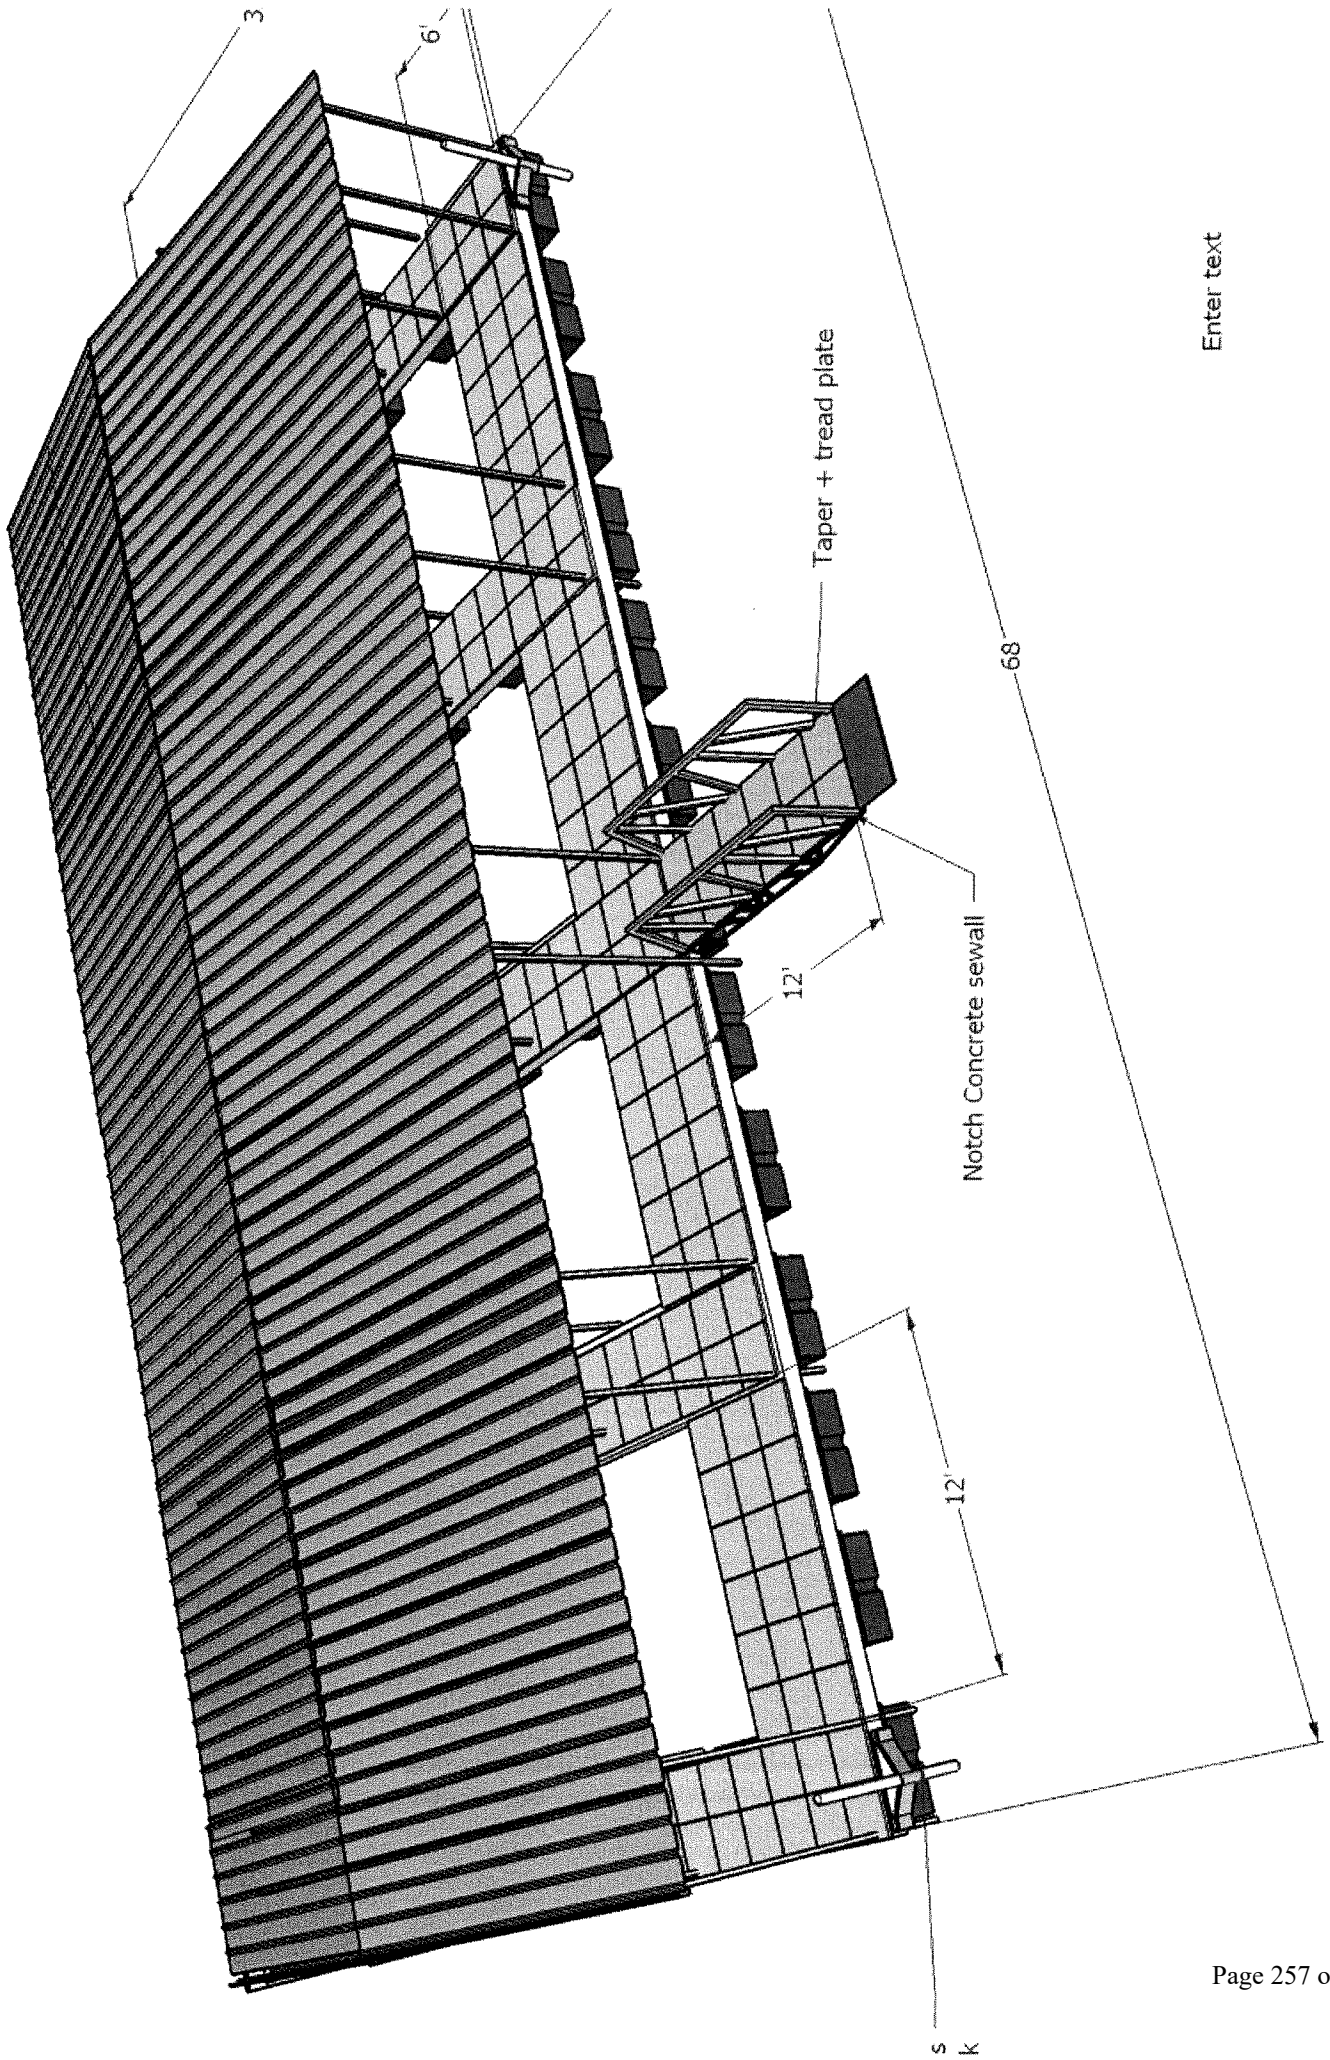 3
6'
Taper + tread plate
Enter text
68
12'
Notch Concrete sewall
12'
s
k
Page 257 o